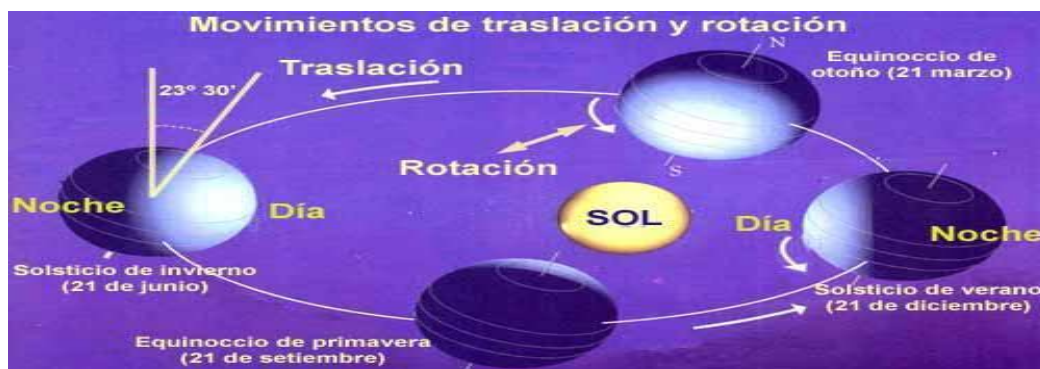 Movimientos de traslación y rotación
N
Equinoccio de
otoño (21 marzo)
Traslación
23º 30'
Rotación
S
SOL
Noche
Día
Día
Noche
Solsticio de invierno
(21 de junio)
Solsticio de verano
(21 de diciembre)
Equinoccio de primavera
(21 de setiembre)